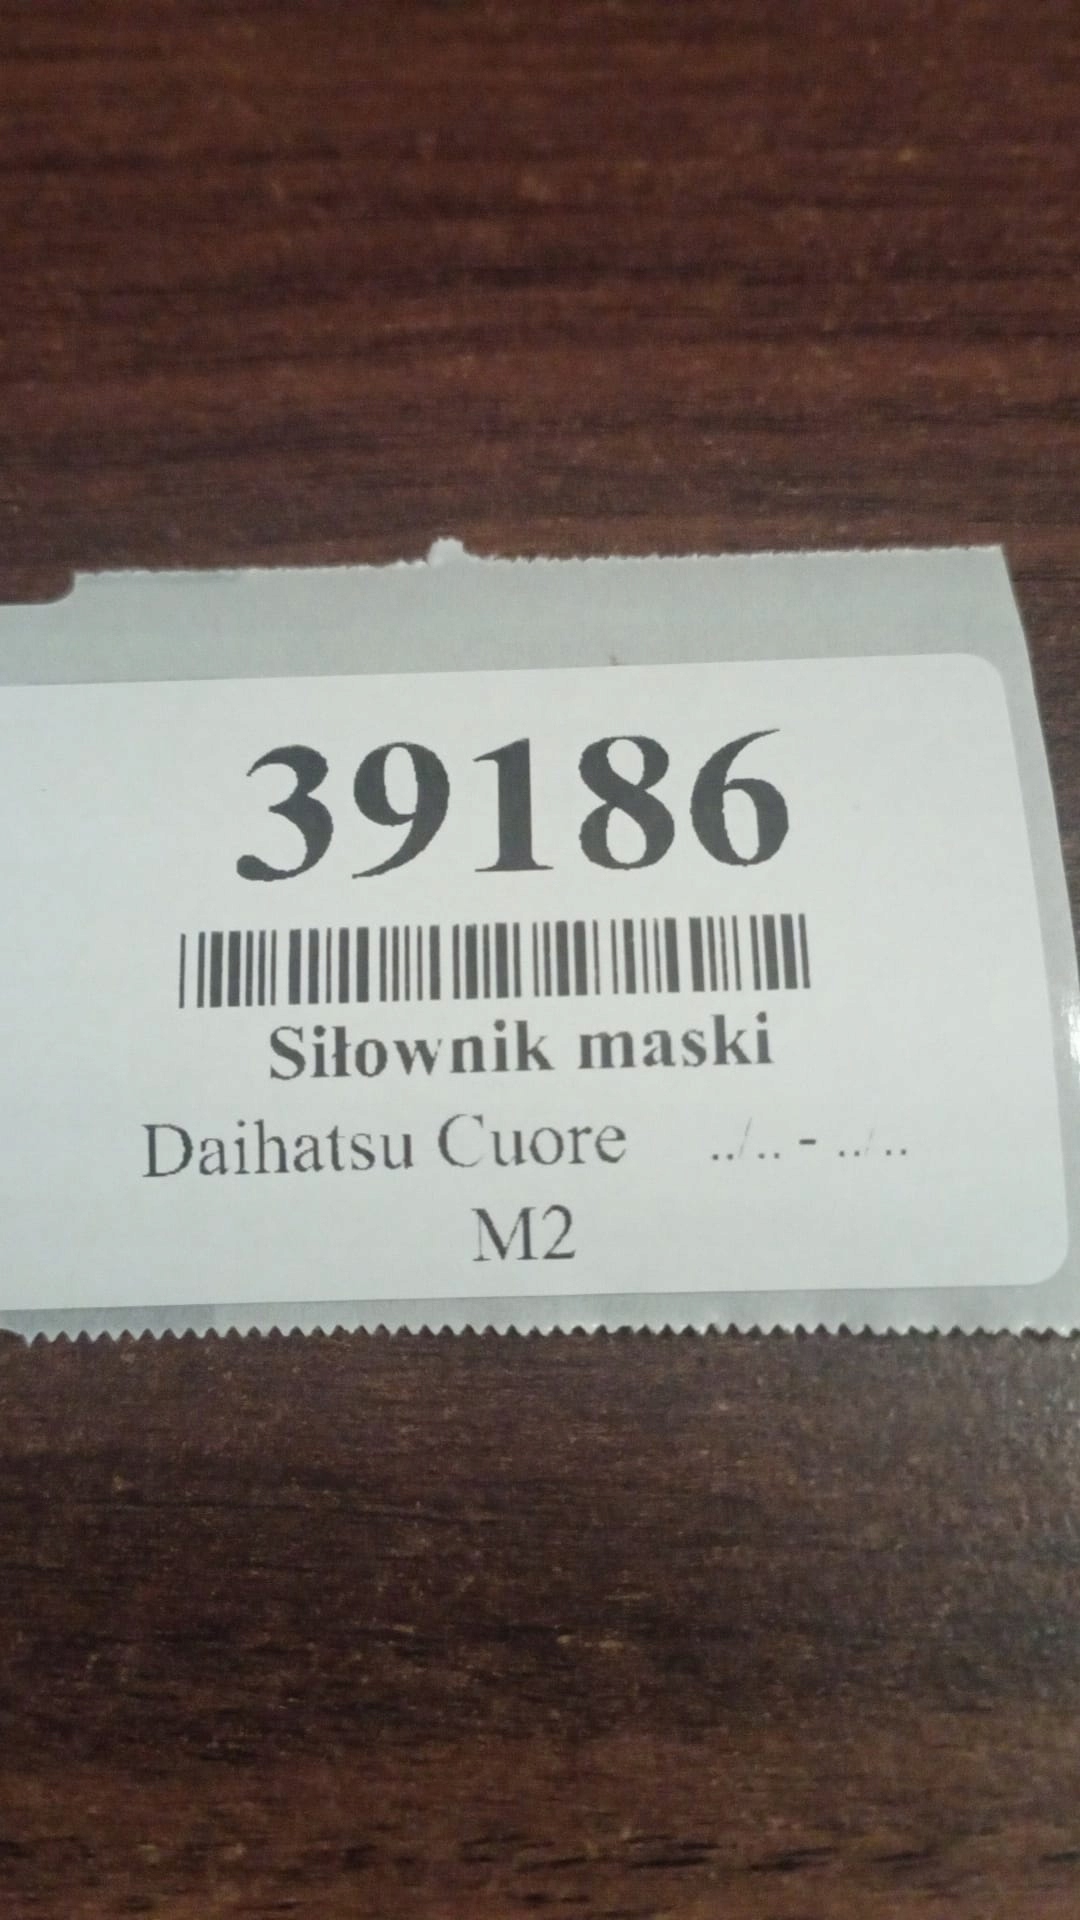 39186
Siłownik maski
Daihatsu Cuore ../.. - ../..
M2